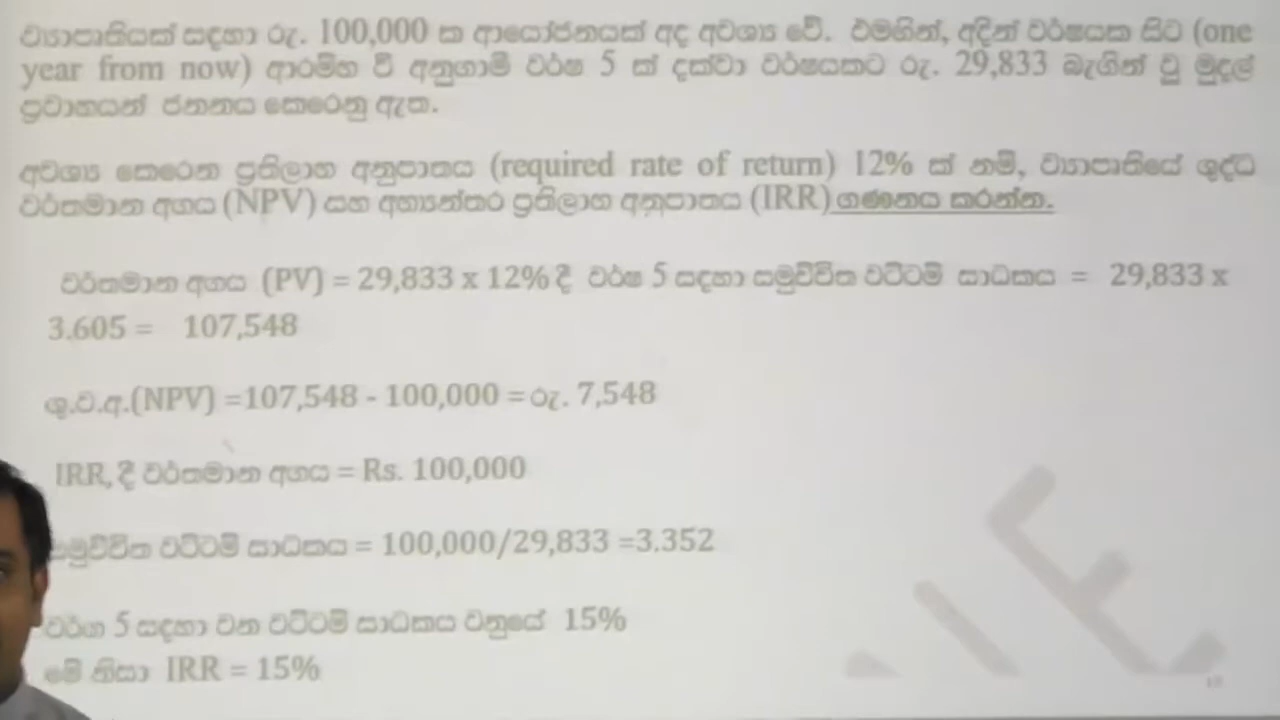 ව්‍යාපෘතියක් සඳහා රු. 100,000 ක ආයෝජනයක් අද අවශ්‍ය වේ. එමගින්, අදින් වර්ෂයක සිට (one
year from now) ආරම්භ වී අනුගාමී වර්ෂ 5 ක් දක්වා වර්ෂයකට රු. 29,833 බැගින් වූ මුදල්
ප්‍රවාහයන් ජනනය කෙරෙනු ඇත.
අවශ්‍ය කෙරෙන ප්‍රතිලාභ අනුපාතය (required rate of return) 12% ක් නම්, ව්‍යාපෘතියේ ශුද්ධ
වර්තමාන අගය (NPV) සහ අභ්‍යන්තර ප්‍රතිලාභ අනුපාතය (IRR) ගණනය කරන්න.
වර්තමාන අගය (PV) = 29,833 x 12% දී වර්ෂ 5 සඳහා සමුච්චිත වට්ටම් සාධකය = 29,833 x
3.605 = 107,548
ශු.ව.අ.(NPV) =107,548 - 100,000 = රු. 7,548
IRR, දී වර්තමාන අගය = Rs. 100,000
සමුච්චිත වට්ටම් සාධකය = 100,000/29,833 =3.352
වර්ග 5 සඳහා වන වට්ටම් සාධකය වනුයේ 15%
මේ නිසා IRR = 15%